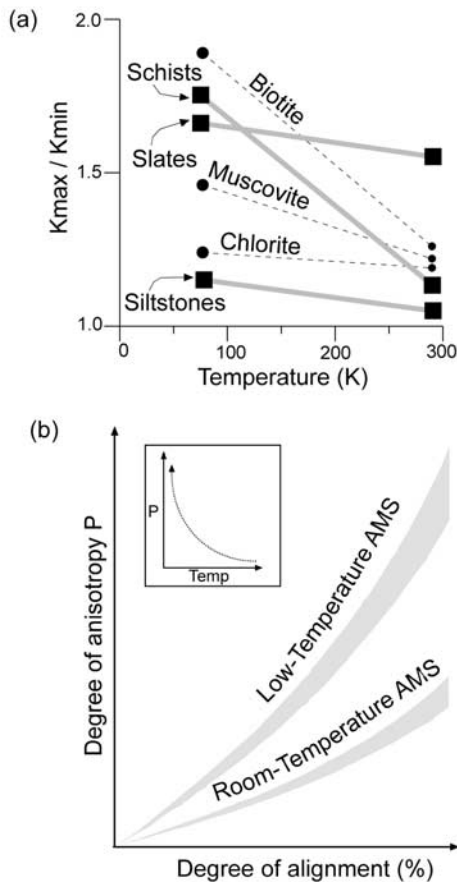 (a)
2.0
1.5
1.0
Kmax / Kmin
Schists
Slates
Siltstones
Biotite
Muscovite
Chlorite
0
100
200
300
Temperature (K)
(b)
P
Temp
Low-Temperature AMS
Room-Temperature AMS
Degree of anisotropy P
Degree of alignment (%)